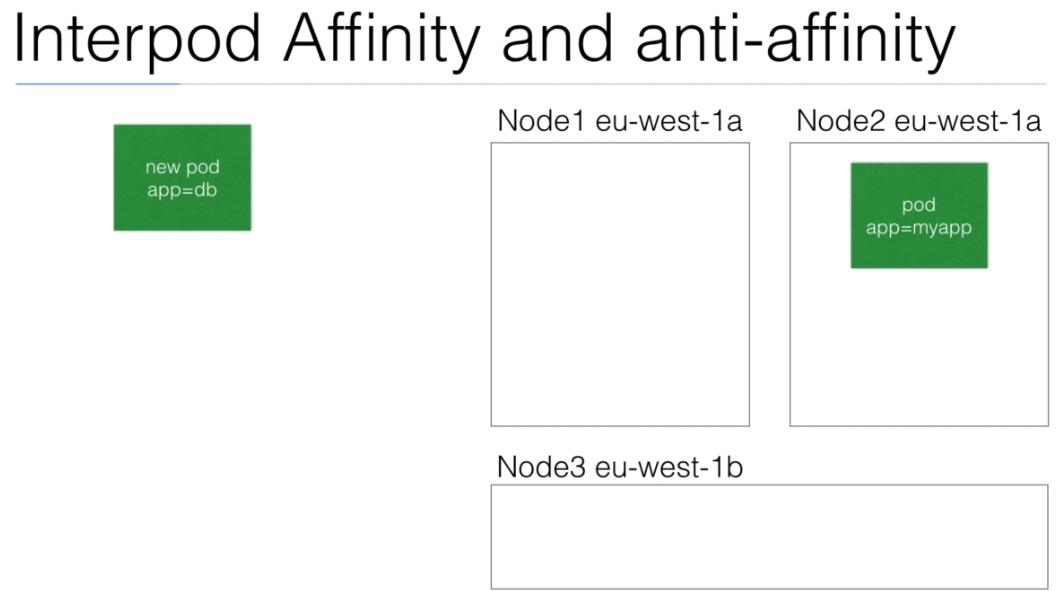 Interpod Affinity and anti-affinity
new pod
app=db
Node1 eu-west-1a
Node2 eu-west-1a
pod
app=myapp
Node3 eu-west-1b